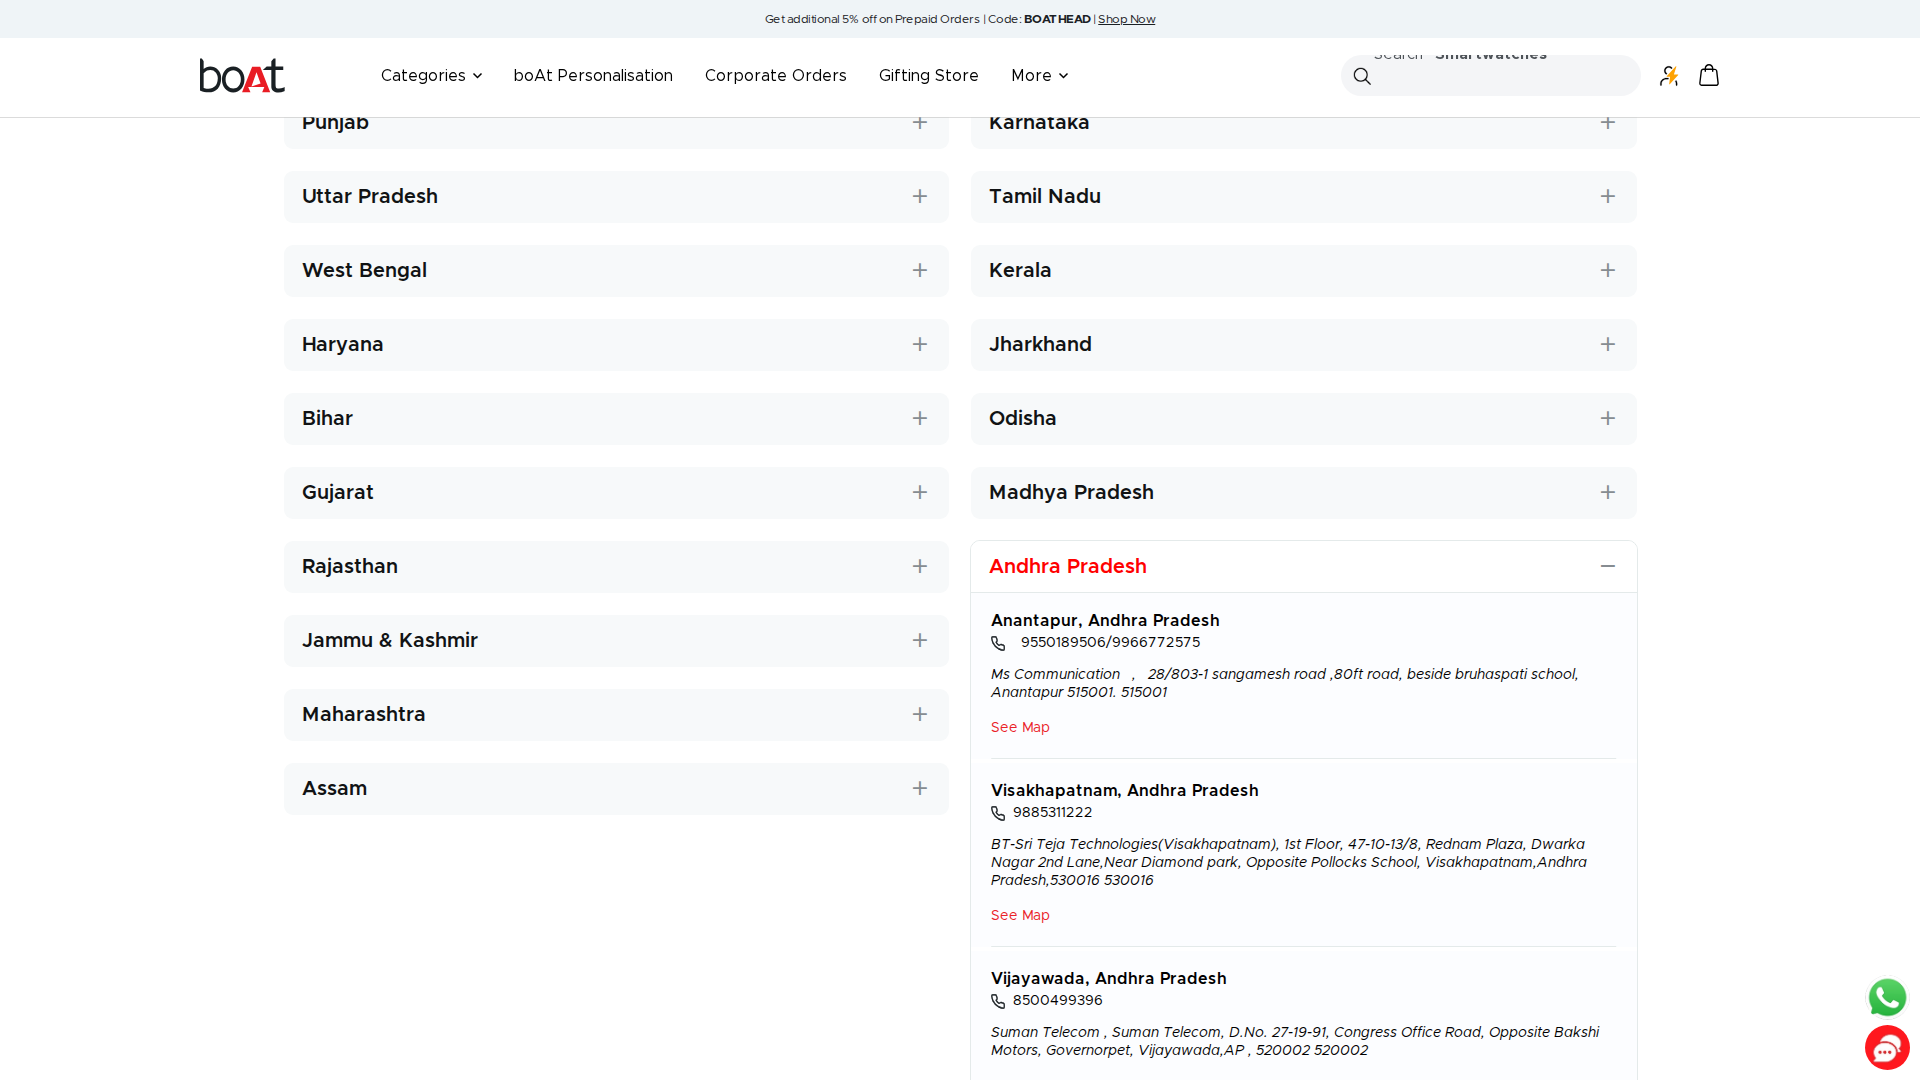 Get additional 5% off on Prepaid Orders | Code: BOATHEAD | Shop Now
boAt
Categories
boAt Personalisation
Corporate Orders
Gifting Store
More
Search "Smartwatches"
Punjab
Karnataka
Uttar Pradesh
Tamil Nadu
West Bengal
Kerala
Haryana
Jharkhand
Bihar
Odisha
Gujarat
Madhya Pradesh
Rajasthan
Jammu & Kashmir
Maharashtra
Assam
Andhra Pradesh
Anantapur, Andhra Pradesh
9550189506/9966772575
Ms Communication , 28/803-1 sangamesh road ,80ft road, beside bruhaspati school,
Anantapur 515001. 515001
See Map
Visakhapatnam, Andhra Pradesh
9885311222
BT-Sri Teja Technologies(Visakhapatnam), 1st Floor, 47-10-13/8, Rednam Plaza, Dwarka
Nagar 2nd Lane,Near Diamond park, Opposite Pollocks School, Visakhapatnam,Andhra
Pradesh,530016 530016
See Map
Vijayawada, Andhra Pradesh
8500499396
Suman Telecom , Suman Telecom, D.No. 27-19-91, Congress Office Road, Opposite Bakshi
Motors, Governorpet, Vijayawada,AP , 520002 520002